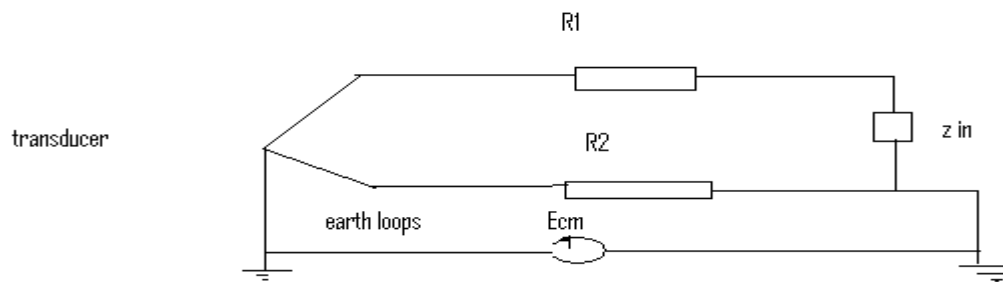 R1
transducer
z in
R2
earth loops
Ecm